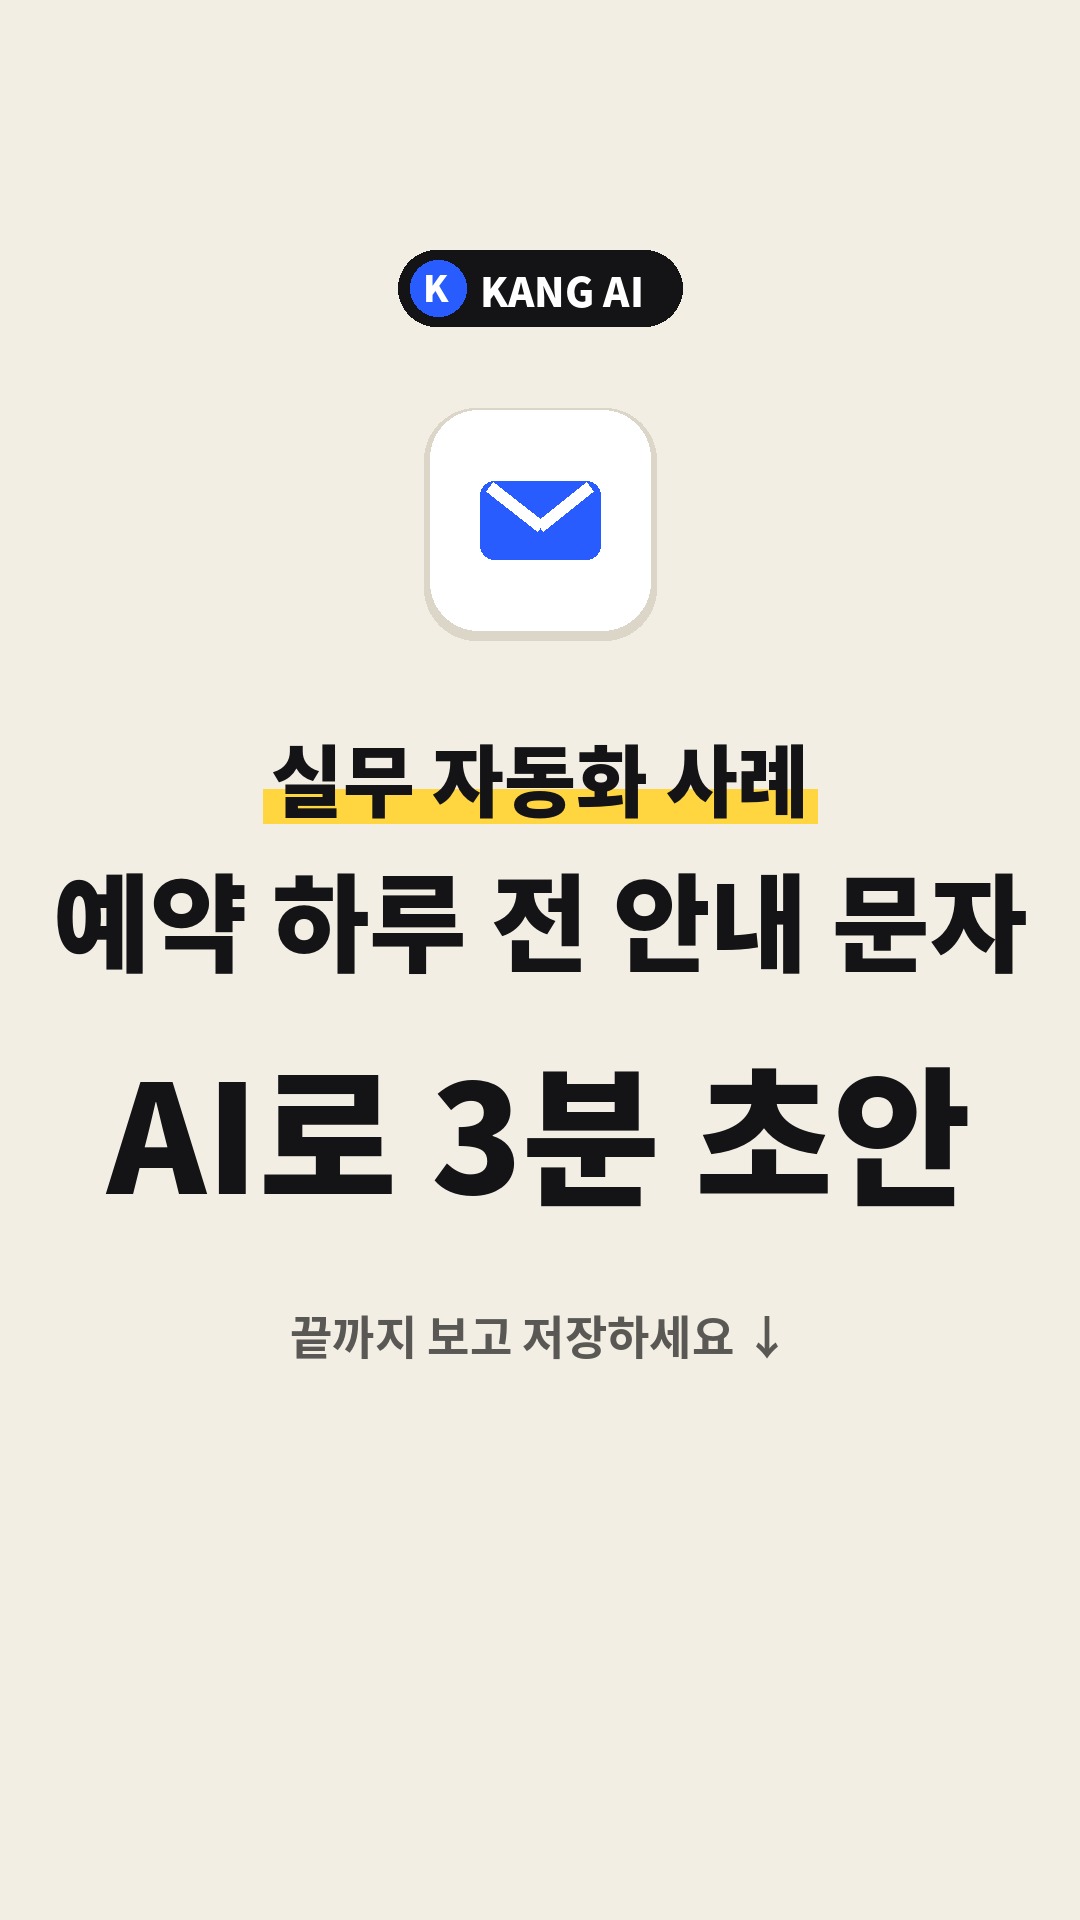 K KANG AI
실무 자동화 사례
예약 하루 전 안내 문자
AI로 3분 초안
끝까지 보고 저장하세요 ↓